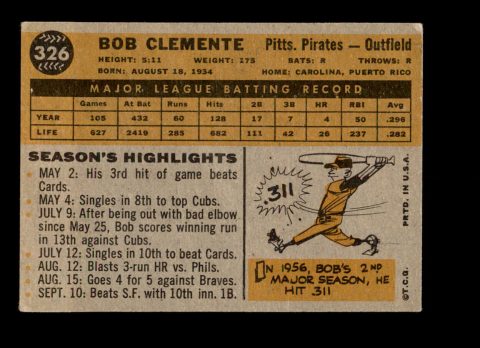 326
BOB CLEMENTE Pitts. Pirates — Outfield
HEIGHT: 5:11 WEIGHT: 175 BATS: R THROWS: R
BORN: AUGUST 18, 1934 HOME: CAROLINA, PUERTO RICO
MAJOR LEAGUE BATTING RECORD
Games At Bat Runs Hits 2B 3B HR RBI Avg
YEAR 105 432 60 128 17 7 4 50 .296
LIFE 627 2419 285 682 111 42 26 237 .282
SEASON'S HIGHLIGHTS
MAY 2: His 3rd hit of game beats
Cards.
MAY 4: Singles in 8th to top Cubs.
JULY 9: After being out with bad elbow
since May 25, Bob scores winning run
in 13th against Cubs.
JULY 12: Singles in 10th to beat Cards.
AUG. 12: Blasts 3-run HR vs. Phils.
AUG. 15: Goes 4 for 5 against Braves.
SEPT. 10: Beats S.F. with 10th inn. 1B.
.311
IN 1956, BOB'S 2ND
MAJOR SEASON, HE
HIT .311
©T.C.G. PRTD. IN U.S.A.